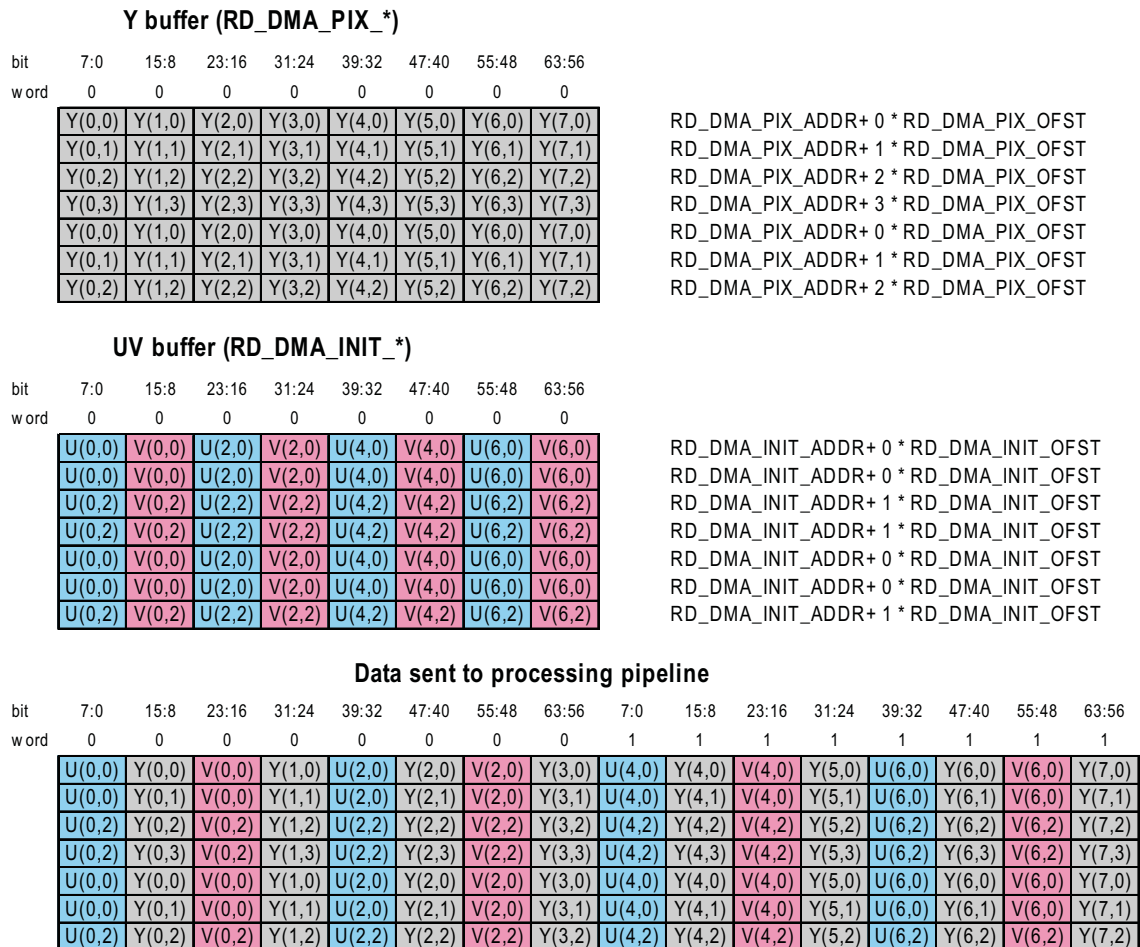 Y buffer (RD_DMA_PIX_*)
bit 7:0 15:8 23:16 31:24 39:32 47:40 55:48 63:56
word 0 0 0 0 0 0 0 0
Y(0,0) Y(1,0) Y(2,0) Y(3,0) Y(4,0) Y(5,0) Y(6,0) Y(7,0) RD_DMA_PIX_ADDR+ 0 * RD_DMA_PIX_OFST
Y(0,1) Y(1,1) Y(2,1) Y(3,1) Y(4,1) Y(5,1) Y(6,1) Y(7,1) RD_DMA_PIX_ADDR+ 1 * RD_DMA_PIX_OFST
Y(0,2) Y(1,2) Y(2,2) Y(3,2) Y(4,2) Y(5,2) Y(6,2) Y(7,2) RD_DMA_PIX_ADDR+ 2 * RD_DMA_PIX_OFST
Y(0,3) Y(1,3) Y(2,3) Y(3,3) Y(4,3) Y(5,3) Y(6,3) Y(7,3) RD_DMA_PIX_ADDR+ 3 * RD_DMA_PIX_OFST
Y(0,0) Y(1,0) Y(2,0) Y(3,0) Y(4,0) Y(5,0) Y(6,0) Y(7,0) RD_DMA_PIX_ADDR+ 0 * RD_DMA_PIX_OFST
Y(0,1) Y(1,1) Y(2,1) Y(3,1) Y(4,1) Y(5,1) Y(6,1) Y(7,1) RD_DMA_PIX_ADDR+ 1 * RD_DMA_PIX_OFST
Y(0,2) Y(1,2) Y(2,2) Y(3,2) Y(4,2) Y(5,2) Y(6,2) Y(7,2) RD_DMA_PIX_ADDR+ 2 * RD_DMA_PIX_OFST
UV buffer (RD_DMA_INIT_*)
bit 7:0 15:8 23:16 31:24 39:32 47:40 55:48 63:56
word 0 0 0 0 0 0 0 0
U(0,0) V(0,0) U(2,0) V(2,0) U(4,0) V(4,0) U(6,0) V(6,0) RD_DMA_INIT_ADDR+ 0 * RD_DMA_INIT_OFST
U(0,0) V(0,0) U(2,0) V(2,0) U(4,0) V(4,0) U(6,0) V(6,0) RD_DMA_INIT_ADDR+ 0 * RD_DMA_INIT_OFST
U(0,2) V(0,2) U(2,2) V(2,2) U(4,2) V(4,2) U(6,2) V(6,2) RD_DMA_INIT_ADDR+ 1 * RD_DMA_INIT_OFST
U(0,2) V(0,2) U(2,2) V(2,2) U(4,2) V(4,2) U(6,2) V(6,2) RD_DMA_INIT_ADDR+ 1 * RD_DMA_INIT_OFST
U(0,0) V(0,0) U(2,0) V(2,0) U(4,0) V(4,0) U(6,0) V(6,0) RD_DMA_INIT_ADDR+ 0 * RD_DMA_INIT_OFST
U(0,0) V(0,0) U(2,0) V(2,0) U(4,0) V(4,0) U(6,0) V(6,0) RD_DMA_INIT_ADDR+ 0 * RD_DMA_INIT_OFST
U(0,2) V(0,2) U(2,2) V(2,2) U(4,2) V(4,2) U(6,2) V(6,2) RD_DMA_INIT_ADDR+ 1 * RD_DMA_INIT_OFST
Data sent to processing pipeline
bit 7:0 15:8 23:16 31:24 39:32 47:40 55:48 63:56 7:0 15:8 23:16 31:24 39:32 47:40 55:48 63:56
word 0 0 0 0 0 0 0 0 1 1 1 1 1 1 1 1
U(0,0) Y(0,0) V(0,0) Y(1,0) U(2,0) Y(2,0) V(2,0) Y(3,0) U(4,0) Y(4,0) V(4,0) Y(5,0) U(6,0) Y(6,0) V(6,0) Y(7,0)
U(0,0) Y(0,1) V(0,0) Y(1,1) U(2,0) Y(2,1) V(2,0) Y(3,1) U(4,0) Y(4,1) V(4,0) Y(5,1) U(6,0) Y(6,1) V(6,0) Y(7,1)
U(0,2) Y(0,2) V(0,2) Y(1,2) U(2,2) Y(2,2) V(2,2) Y(3,2) U(4,2) Y(4,2) V(4,2) Y(5,2) U(6,2) Y(6,2) V(6,2) Y(7,2)
U(0,2) Y(0,3) V(0,2) Y(1,3) U(2,2) Y(2,3) V(2,2) Y(3,3) U(4,2) Y(4,3) V(4,2) Y(5,3) U(6,2) Y(6,3) V(6,2) Y(7,3)
U(0,0) Y(0,0) V(0,0) Y(1,0) U(2,0) Y(2,0) V(2,0) Y(3,0) U(4,0) Y(4,0) V(4,0) Y(5,0) U(6,0) Y(6,0) V(6,0) Y(7,0)
U(0,0) Y(0,1) V(0,0) Y(1,1) U(2,0) Y(2,1) V(2,0) Y(3,1) U(4,0) Y(4,1) V(4,0) Y(5,1) U(6,0) Y(6,1) V(6,0) Y(7,1)
U(0,2) Y(0,2) V(0,2) Y(1,2) U(2,2) Y(2,2) V(2,2) Y(3,2) U(4,2) Y(4,2) V(4,2) Y(5,2) U(6,2) Y(6,2) V(6,2) Y(7,2)